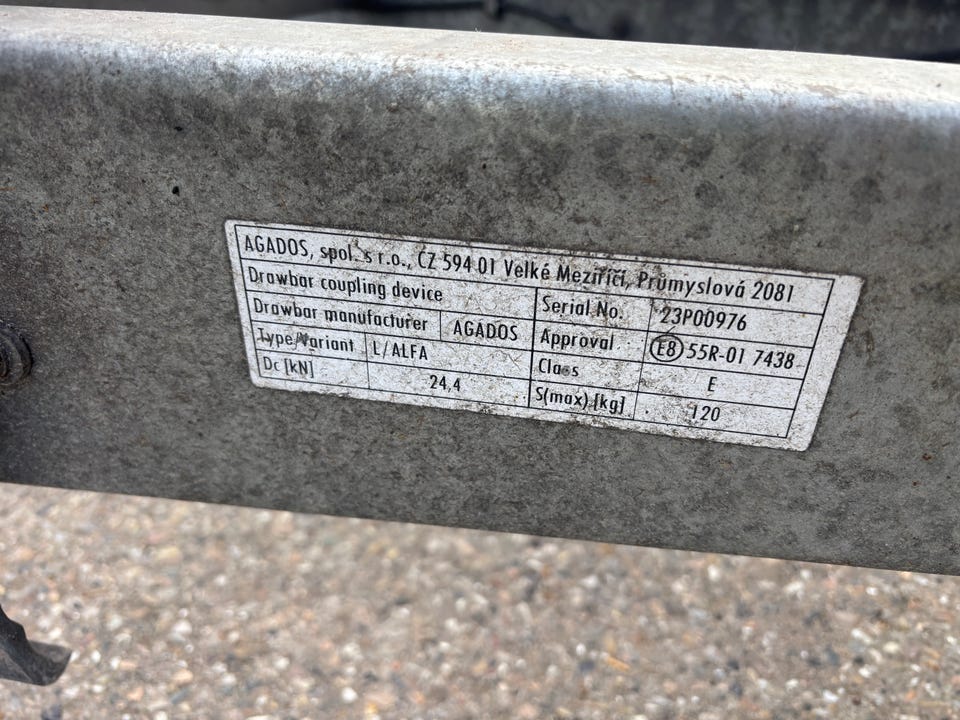 AGADOS, spol. s r.o., CZ 594 01 Velké Meziříčí, Průmyslová 2081
Drawbar coupling device
Serial No. 23P00976
Drawbar manufacturer AGADOS
Approval E8 55R-01 7438
Type/Variant L/ALFA
Class E
Dc [kN] 24,4
S(max) [kg] 120